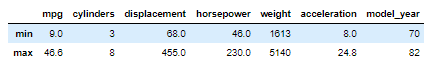 mpg cylinders displacement horsepower weight acceleration model_year
min 9.0 3 68.0 46.0 1613 8.0 70
max 46.6 8 455.0 230.0 5140 24.8 82